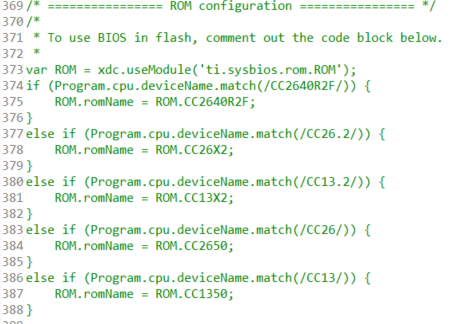 369 /* ================ ROM configuration ================ */
370 /*
371  * To use BIOS in flash, comment out the code block below.
372  *
373 var ROM = xdc.useModule('ti.sysbios.rom.ROM');
374 if (Program.cpu.deviceName.match(/CC2640R2F/)) {
375     ROM.romName = ROM.CC2640R2F;
376 }
377 else if (Program.cpu.deviceName.match(/CC26.2/)) {
378     ROM.romName = ROM.CC26X2;
379 }
380 else if (Program.cpu.deviceName.match(/CC13.2/)) {
381     ROM.romName = ROM.CC13X2;
382 }
383 else if (Program.cpu.deviceName.match(/CC26/)) {
384     ROM.romName = ROM.CC2650;
385 }
386 else if (Program.cpu.deviceName.match(/CC13/)) {
387     ROM.romName = ROM.CC1350;
388 }